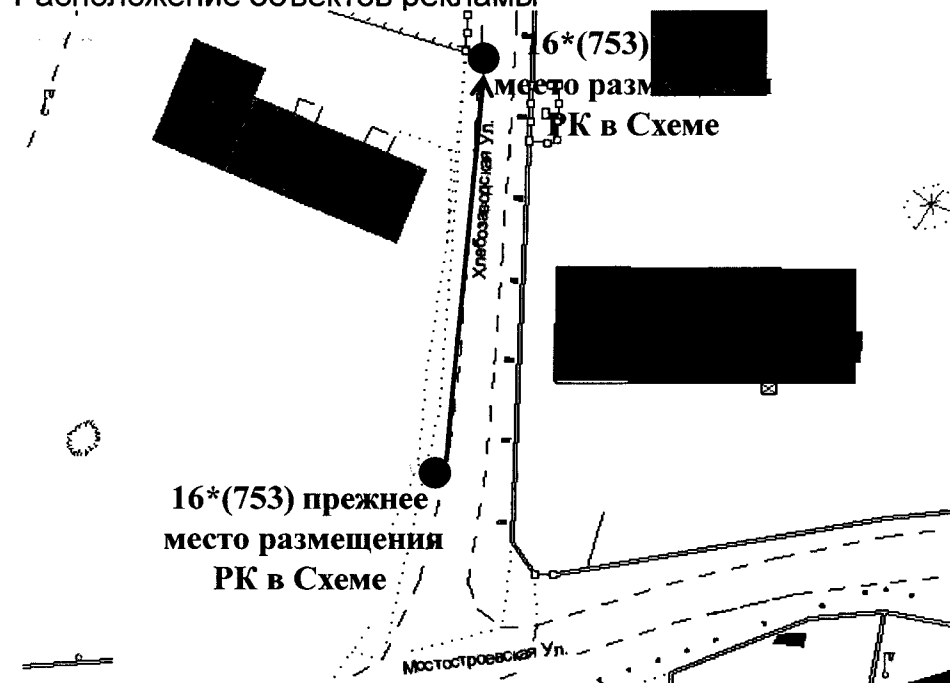 Расположение объектов рекламы
16*(753)
место разм
РК в Схеме
Хлебозаводская Ул.
16*(753) прежнее
место размещения
РК в Схеме
Мостостроевская Ул.